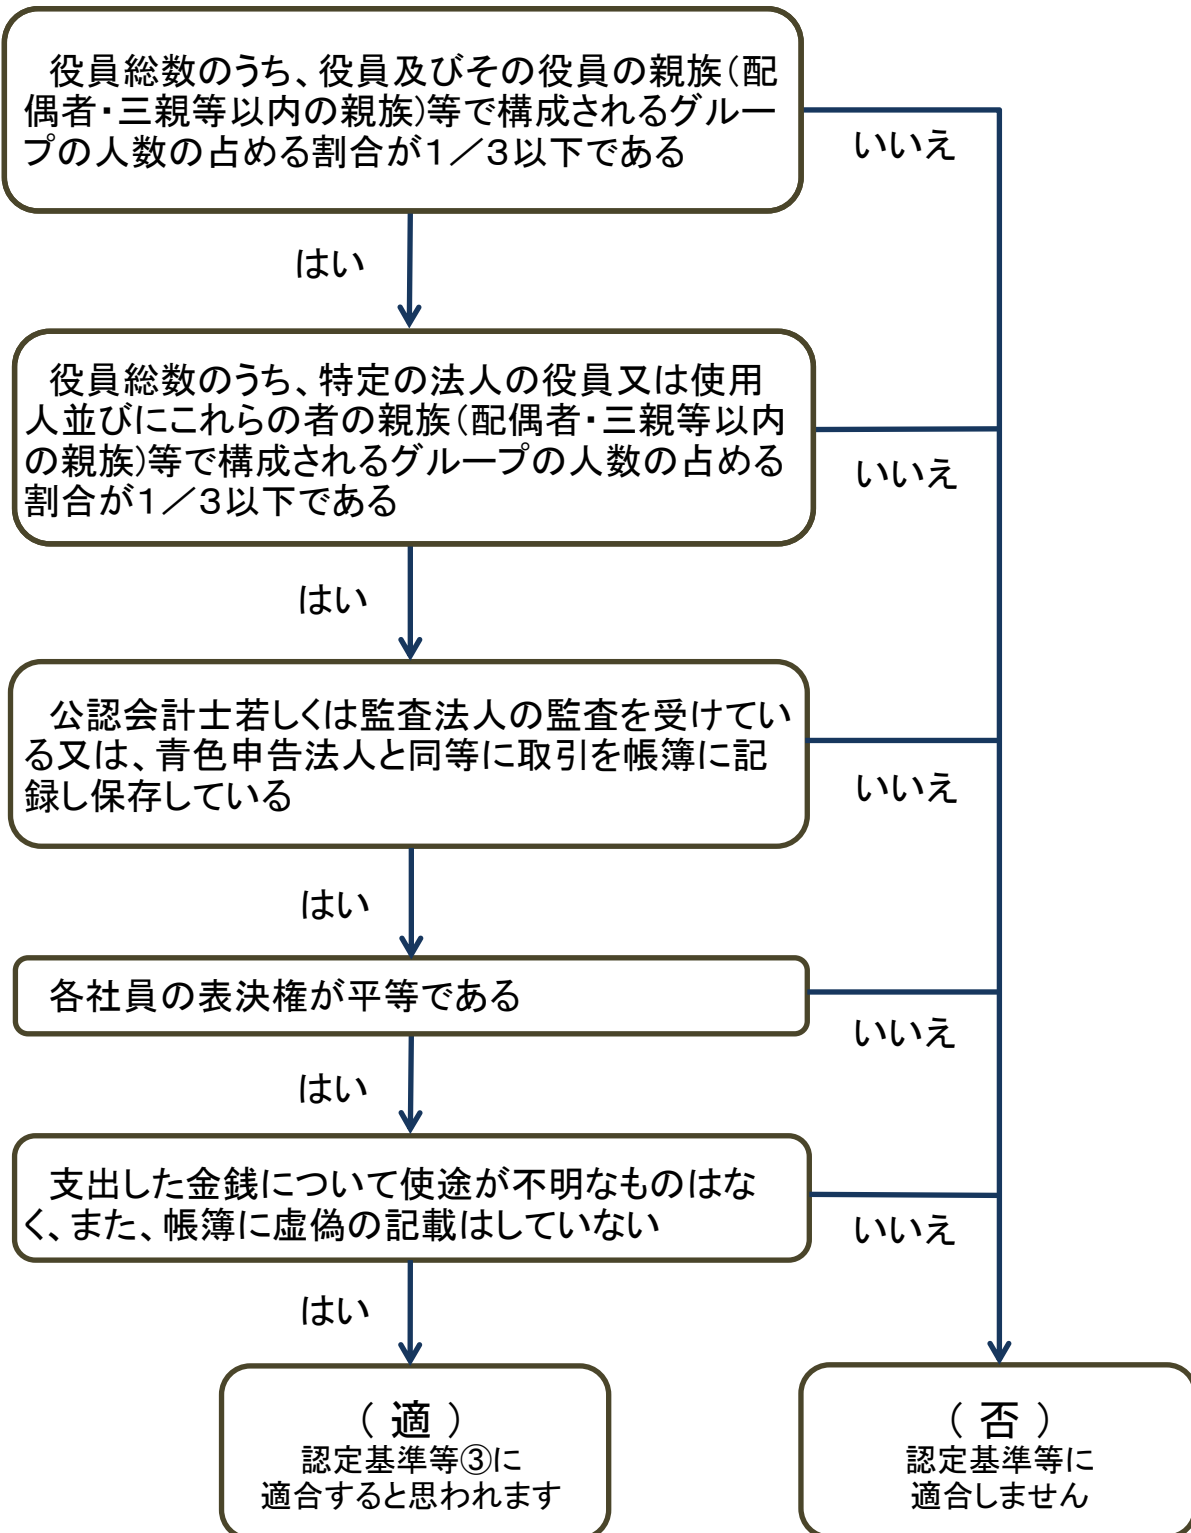 役員総数のうち、役員及びその役員の親族(配
偶者・三親等以内の親族)等で構成されるグルー
プの人数の占める割合が1/3以下である
いいえ
はい
役員総数のうち、特定の法人の役員又は使用
人並びにこれらの者の親族(配偶者・三親等以内
の親族)等で構成されるグループの人数の占める
割合が1/3以下である
いいえ
はい
公認会計士若しくは監査法人の監査を受けてい
る又は、青色申告法人と同等に取引を帳簿に記
録し保存している
いいえ
はい
各社員の表決権が平等である
いいえ
はい
支出した金銭について使途が不明なものはな
く、また、帳簿に虚偽の記載はしていない
いいえ
はい
( 適 )
認定基準等③に
適合すると思われます
( 否 )
認定基準等に
適合しません